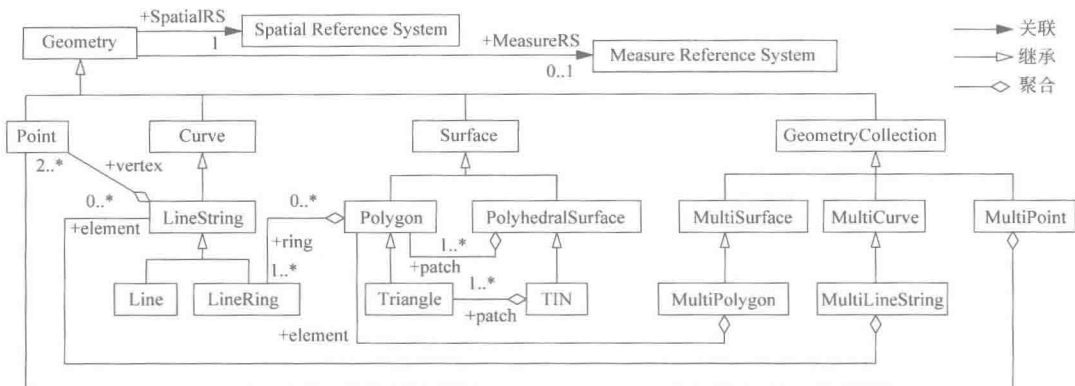 +SpatialRS
Geometry
1
Spatial Reference System
+MeasureRS
0..1
Measure Reference System
关联
继承
聚合
Point
Curve
Surface
GeometryCollection
2..*
+vertex
0..*
LineString
+element
0..*
Polygon
PolyhedralSurface
MultiSurface
MultiCurve
MultiPoint
+ring
1..*
1..*
+patch
Line
LineRing
Triangle
1..*
TIN
+patch
MultiPolygon
MultiLineString
+element